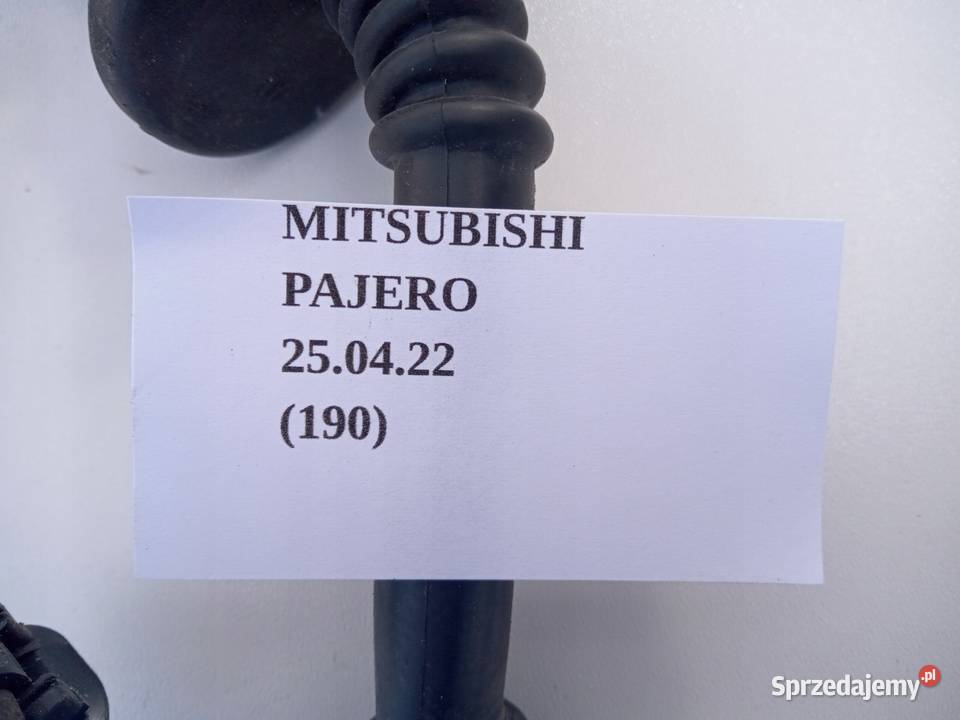 MITSUBISHI
PAJERO
25.04.22
(190)
Sprzedajemy.pl